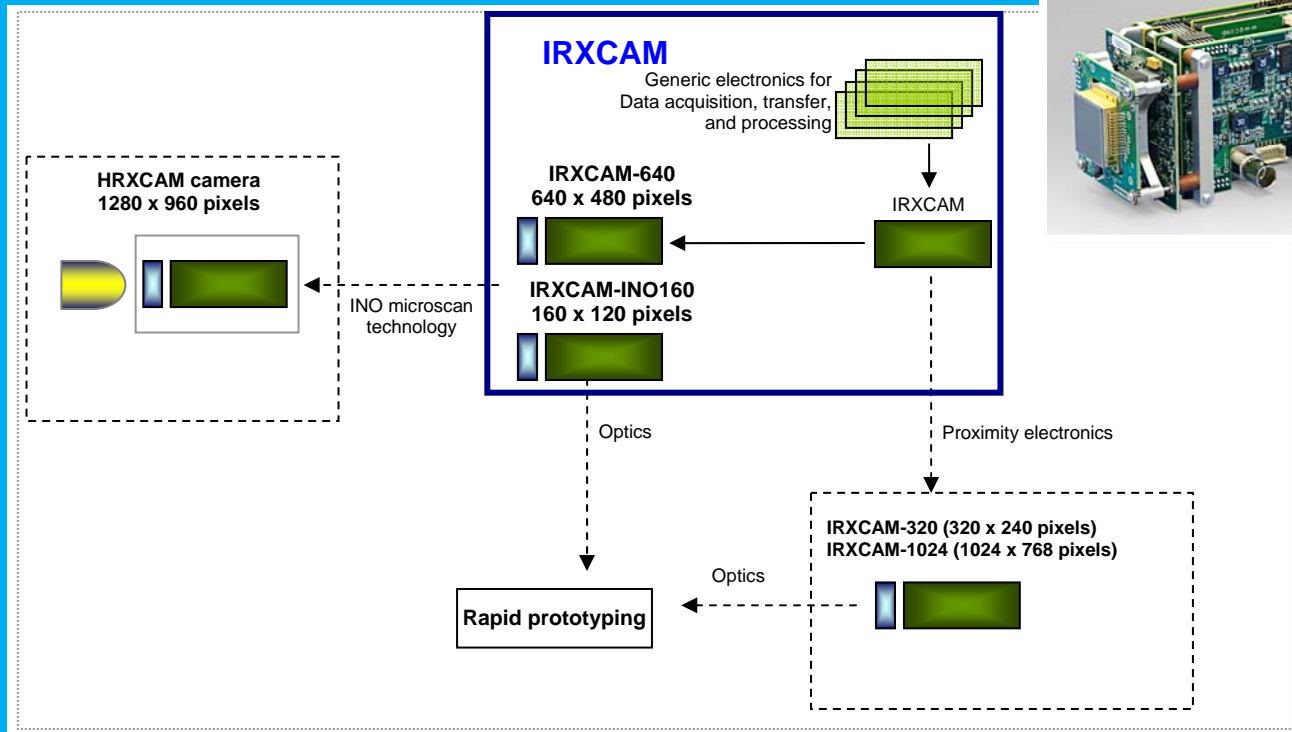 IRXCAM
Generic electronics for
Data acquisition, transfer,
and processing
HRXCAM camera
1280 x 960 pixels
IRXCAM-640
640 x 480 pixels
IRXCAM
INO microscan
technology
IRXCAM-INO160
160 x 120 pixels
Optics
Proximity electronics
IRXCAM-320 (320 x 240 pixels)
IRXCAM-1024 (1024 x 768 pixels)
Optics
Rapid prototyping